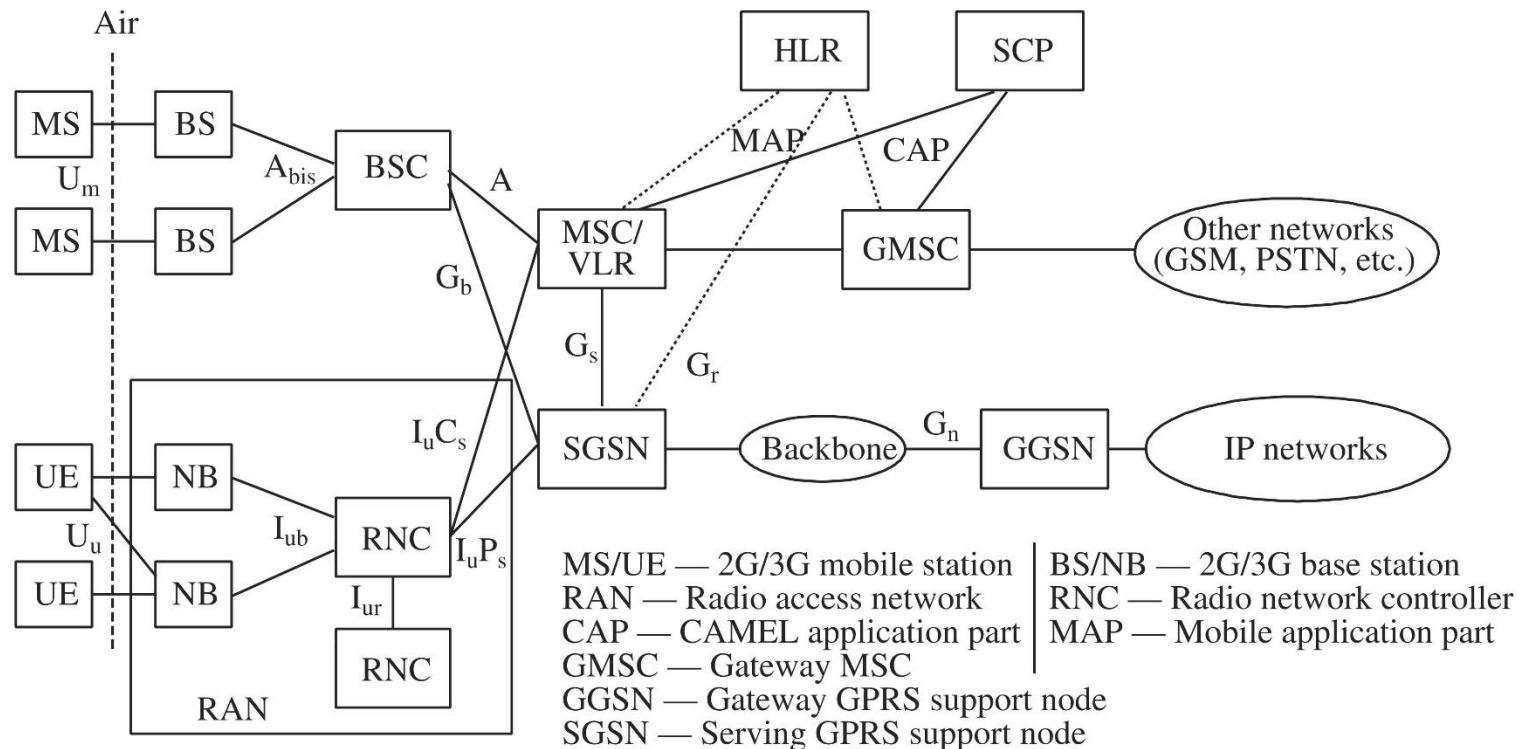 Air
HLR
SCP
MS
BS
MAP
CAP
U_m
A_bis
BSC
A
MS
BS
MSC/
VLR
GMSC
Other networks
(GSM, PSTN, etc.)
G_b
G_s
G_r
I_uC_s
SGSN
Backbone
G_n
GGSN
IP networks
UE
NB
U_u
I_ub
RNC
I_uP_s
UE
NB
I_ur
RNC
RAN
MS/UE — 2G/3G mobile station
BS/NB — 2G/3G base station
RAN — Radio access network
RNC — Radio network controller
CAP — CAMEL application part
MAP — Mobile application part
GMSC — Gateway MSC
GGSN — Gateway GPRS support node
SGSN — Serving GPRS support node